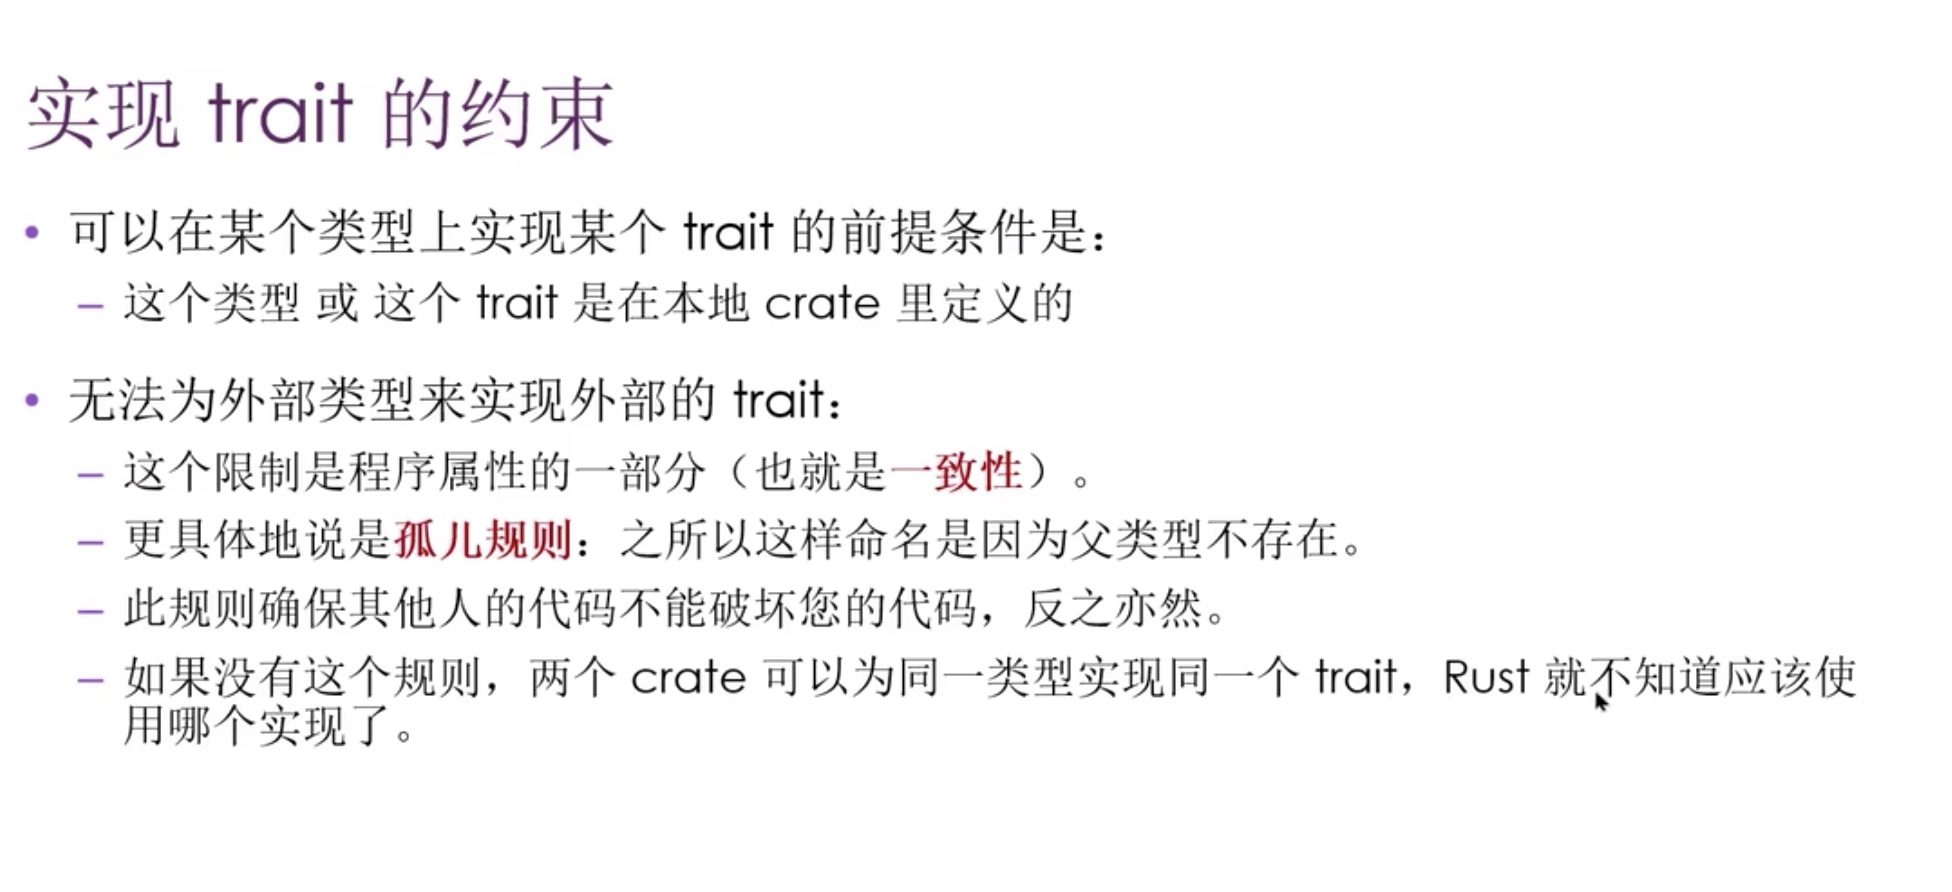 实现 trait 的约束
• 可以在某个类型上实现某个 trait 的前提条件是：
– 这个类型 或 这个 trait 是在本地 crate 里定义的
• 无法为外部类型来实现外部的 trait：
– 这个限制是程序属性的一部分（也就是一致性）。
– 更具体地说是孤儿规则：之所以这样命名是因为父类型不存在。
– 此规则确保其他人的代码不能破坏您的代码，反之亦然。
– 如果没有这个规则，两个 crate 可以为同一类型实现同一个 trait，Rust 就不知道应该使
用哪个实现了。